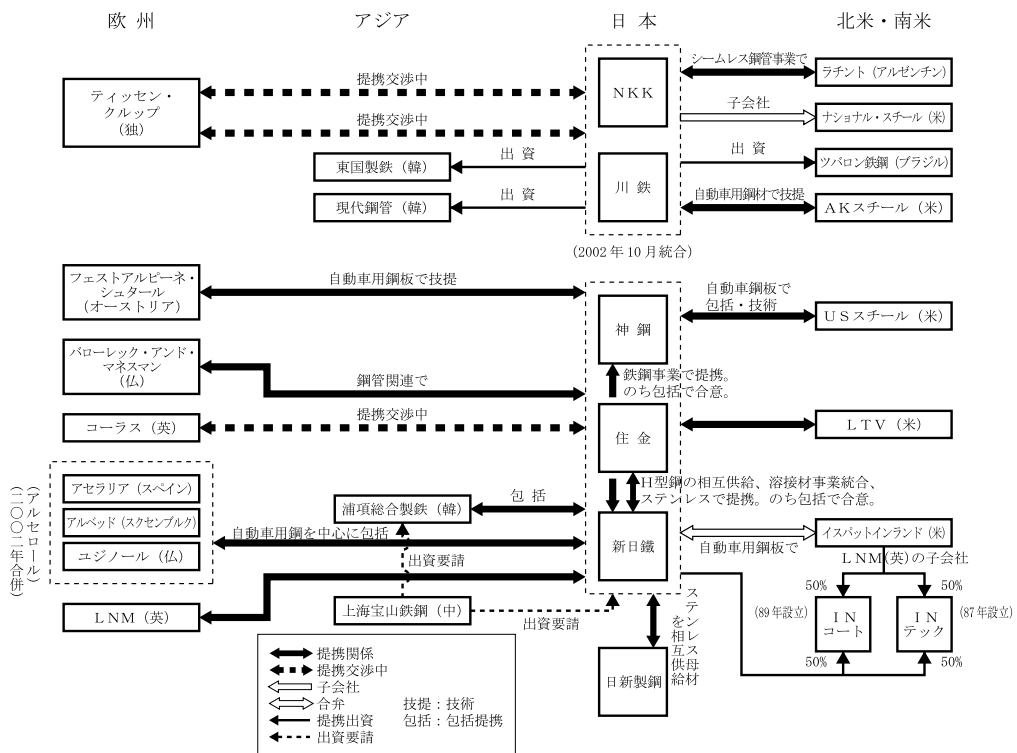 欧 州
アジア
日 本
北米・南米
ティッセン・
クルップ
(独)
提携交渉中
提携交渉中
NKK
シームレス鋼管事業で
ラチント(アルゼンチン)
子会社
ナショナル・スチール(米)
東国製鉄(韓)
出 資
川 鉄
出 資
ツバロン鉄鋼(ブラジル)
現代鋼管(韓)
出 資
自動車用鋼材で技提
AKスチール(米)
(2002年10月統合)
フェストアルピーネ・
シュタール
(オーストリア)
自動車用鋼板で技提
神 鋼
自動車鋼板で
包括・技術
USスチール(米)
バローレック・アンド・
マネスマン
(仏)
鋼管関連で
鉄鋼事業で提携。
のち包括で合意。
コーラス(英)
提携交渉中
住 金
LTV(米)
H型鋼の相互供給、溶接材事業統合、
ステンレスで提携。のち包括で合意。
(アルセロール)
(二〇〇二年合併)
アセラリア(スペイン)
アルベッド(スクセンブルク)
ユジノール(仏)
浦項総合製鉄(韓)
包 括
自動車用鋼を中心に包括
出資要請
新日鐵
自動車用鋼板で
イスパットインランド(米)
LNM(英)の子会社
LNM(英)
上海宝山鉄鋼(中)
出資要請
ステンレス母材
を相互供給
日新製鋼
50%
50%
(89年設立)
IN
コート
IN
テック
(87年設立)
50%
50%
提携関係
提携交渉中
子会社
合弁
提携出資
出資要請
技提:技術
包括:包括提携